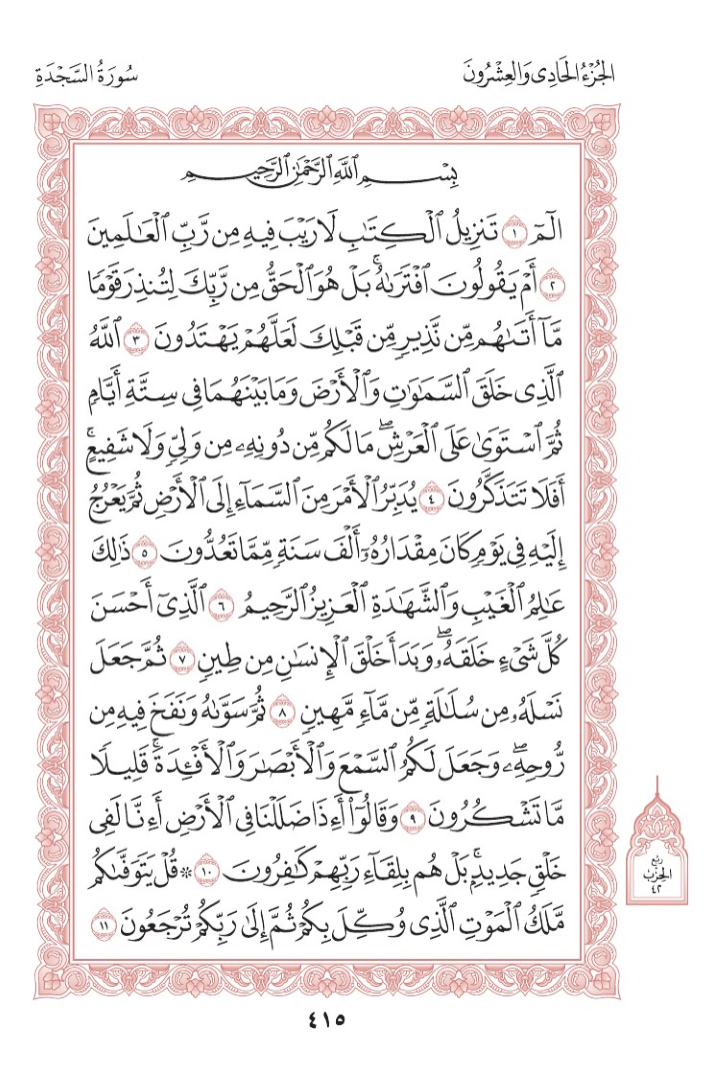 الجُزْءُ الحَادِى وَالعِشْرُونَ
سُورَةُ السَّجْدَةِ
بِسْمِ ٱللَّهِ ٱلرَّحْمَٰنِ ٱلرَّحِيمِ
الٓمٓ ١ تَنزِيلُ ٱلْكِتَٰبِ لَا رَيْبَ فِيهِ مِن رَّبِّ ٱلْعَٰلَمِينَ
٢ أَمْ يَقُولُونَ ٱفْتَرَىٰهُۚ بَلْ هُوَ ٱلْحَقُّ مِن رَّبِّكَ لِتُنذِرَ قَوْمًا
مَّآ أَتَىٰهُم مِّن نَّذِيرٍ مِّن قَبْلِكَ لَعَلَّهُمْ يَهْتَدُونَ ٣ ٱللَّهُ
ٱلَّذِى خَلَقَ ٱلسَّمَٰوَٰتِ وَٱلْأَرْضَ وَمَا بَيْنَهُمَا فِى سِتَّةِ أَيَّامٍ
ثُمَّ ٱسْتَوَىٰ عَلَى ٱلْعَرْشِۖ مَا لَكُم مِّن دُونِهِۦ مِن وَلِىٍّ وَلَا شَفِيعٍۚ
أَفَلَا تَتَذَكَّرُونَ ٤ يُدَبِّرُ ٱلْأَمْرَ مِنَ ٱلسَّمَآءِ إِلَى ٱلْأَرْضِ ثُمَّ يَعْرُجُ
إِلَيْهِ فِى يَوْمٍ كَانَ مِقْدَارُهُۥٓ أَلْفَ سَنَةٍ مِّمَّا تَعُدُّونَ ٥ ذَٰلِكَ
عَٰلِمُ ٱلْغَيْبِ وَٱلشَّهَٰدَةِ ٱلْعَزِيزُ ٱلرَّحِيمُ ٦ ٱلَّذِىٓ أَحْسَنَ
كُلَّ شَىْءٍ خَلَقَهُۥۖ وَبَدَأَ خَلْقَ ٱلْإِنسَٰنِ مِن طِينٍ ٧ ثُمَّ جَعَلَ
نَسْلَهُۥ مِن سُلَٰلَةٍ مِّن مَّآءٍ مَّهِينٍ ٨ ثُمَّ سَوَّىٰهُ وَنَفَخَ فِيهِ مِن
رُّوحِهِۦۖ وَجَعَلَ لَكُمُ ٱلسَّمْعَ وَٱلْأَبْصَٰرَ وَٱلْأَفْـِٔدَةَۚ قَلِيلًا
مَّا تَشْكُرُونَ ٩ وَقَالُوٓا۟ أَءِذَا ضَلَلْنَا فِى ٱلْأَرْضِ أَءِنَّا لَفِى
خَلْقٍ جَدِيدٍۭۚ بَلْ هُم بِلِقَآءِ رَبِّهِمْ كَٰفِرُونَ ١٠ ۞ قُلْ يَتَوَفَّىٰكُم
مَّلَكُ ٱلْمَوْتِ ٱلَّذِى وُكِّلَ بِكُمْ ثُمَّ إِلَىٰ رَبِّكُمْ تُرْجَعُونَ ١١
ربع
الحزب
٤٢
٤١٥